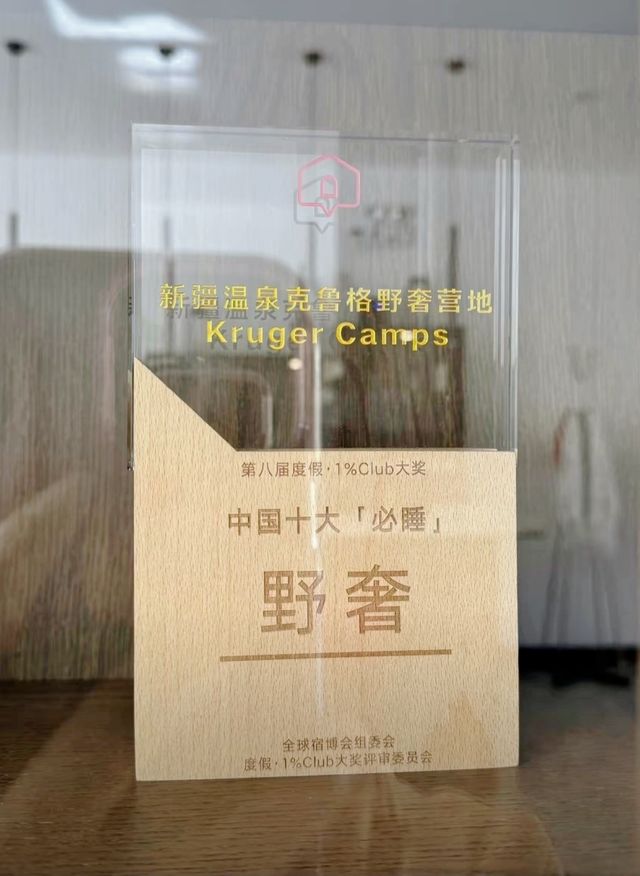 新疆温泉克鲁格野奢营地
Kruger Camps
第八届度假·1%Club大奖
中国十大「必睡」
野奢
全球宿博会组委会
度假·1%Club大奖评审委员会